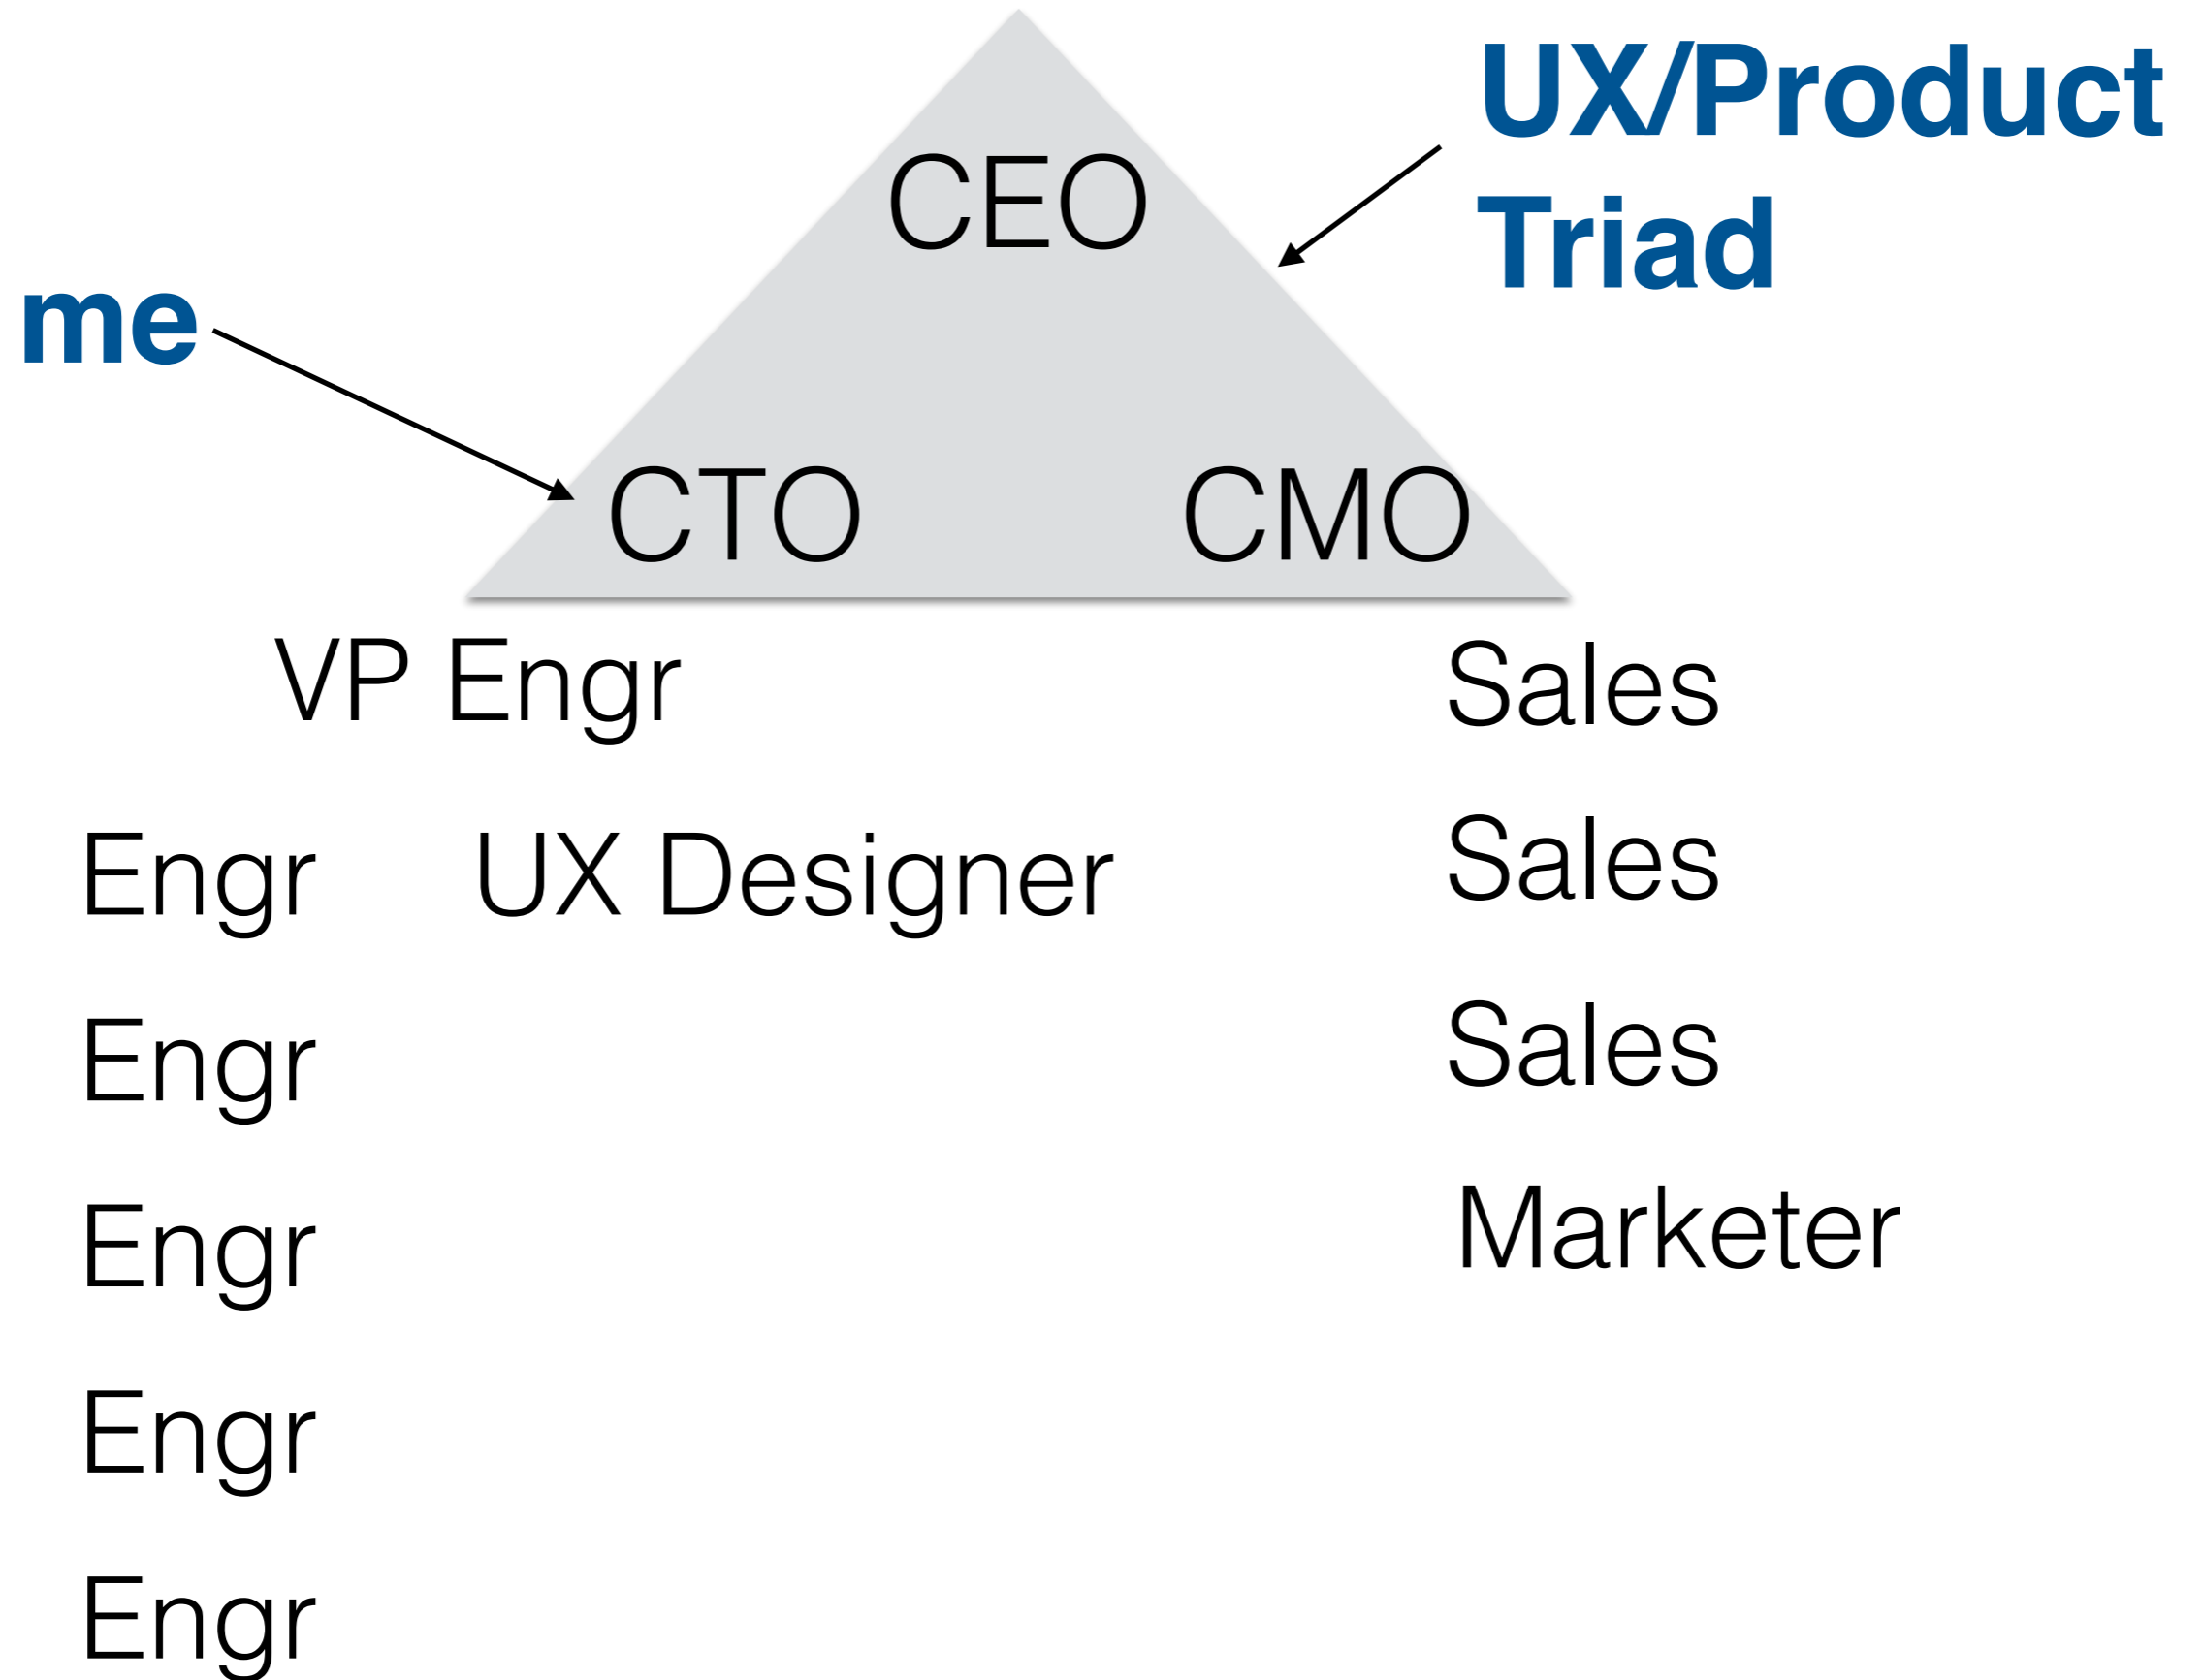 UX/Product
Triad
CEO
me
CTO CMO
VP Engr Sales
Engr UX Designer Sales
Engr Sales
Engr Marketer
Engr
Engr